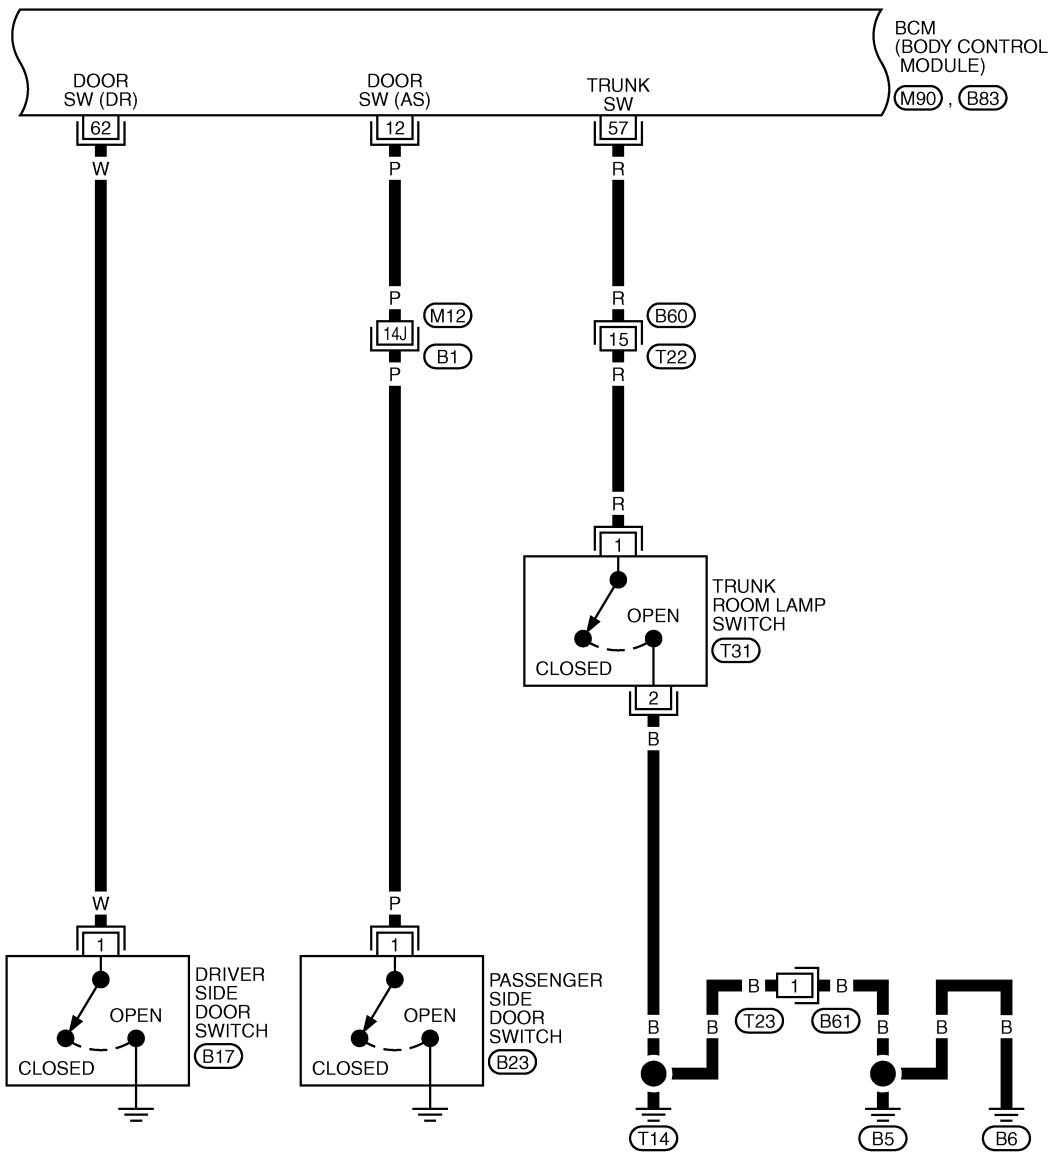 BCM
(BODY CONTROL
MODULE)
M90 , B83
DOOR
SW (DR)
DOOR
SW (AS)
TRUNK
SW
62
12
57
W
P
R
P
R
M12
B60
14J
15
B1
T22
P
R
R
1
TRUNK
ROOM LAMP
SWITCH
T31
OPEN
CLOSED
2
B
W
P
1
1
DRIVER
SIDE
DOOR
SWITCH
B17
OPEN
CLOSED
PASSENGER
SIDE
DOOR
SWITCH
B23
OPEN
CLOSED
B
1
B
T23
B61
B
B
B
B
B
T14
B5
B6